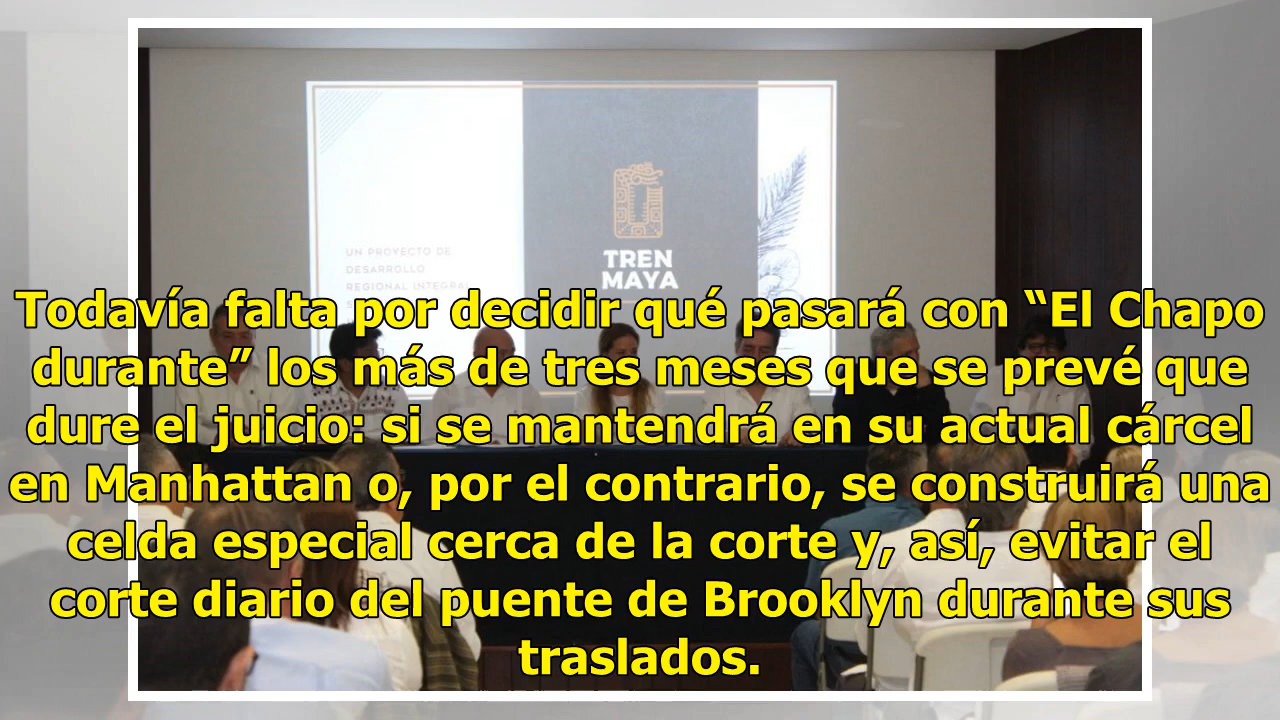 UN PROYECTO DE
DESARROLLO
REGIONAL INTEGRAL
TREN
MAYA
Todavía falta por decidir qué pasará con “El Chapo
durante” los más de tres meses que se prevé que
dure el juicio: si se mantendrá en su actual cárcel
en Manhattan o, por el contrario, se construirá una
celda especial cerca de la corte y, así, evitar el
corte diario del puente de Brooklyn durante sus
traslados.